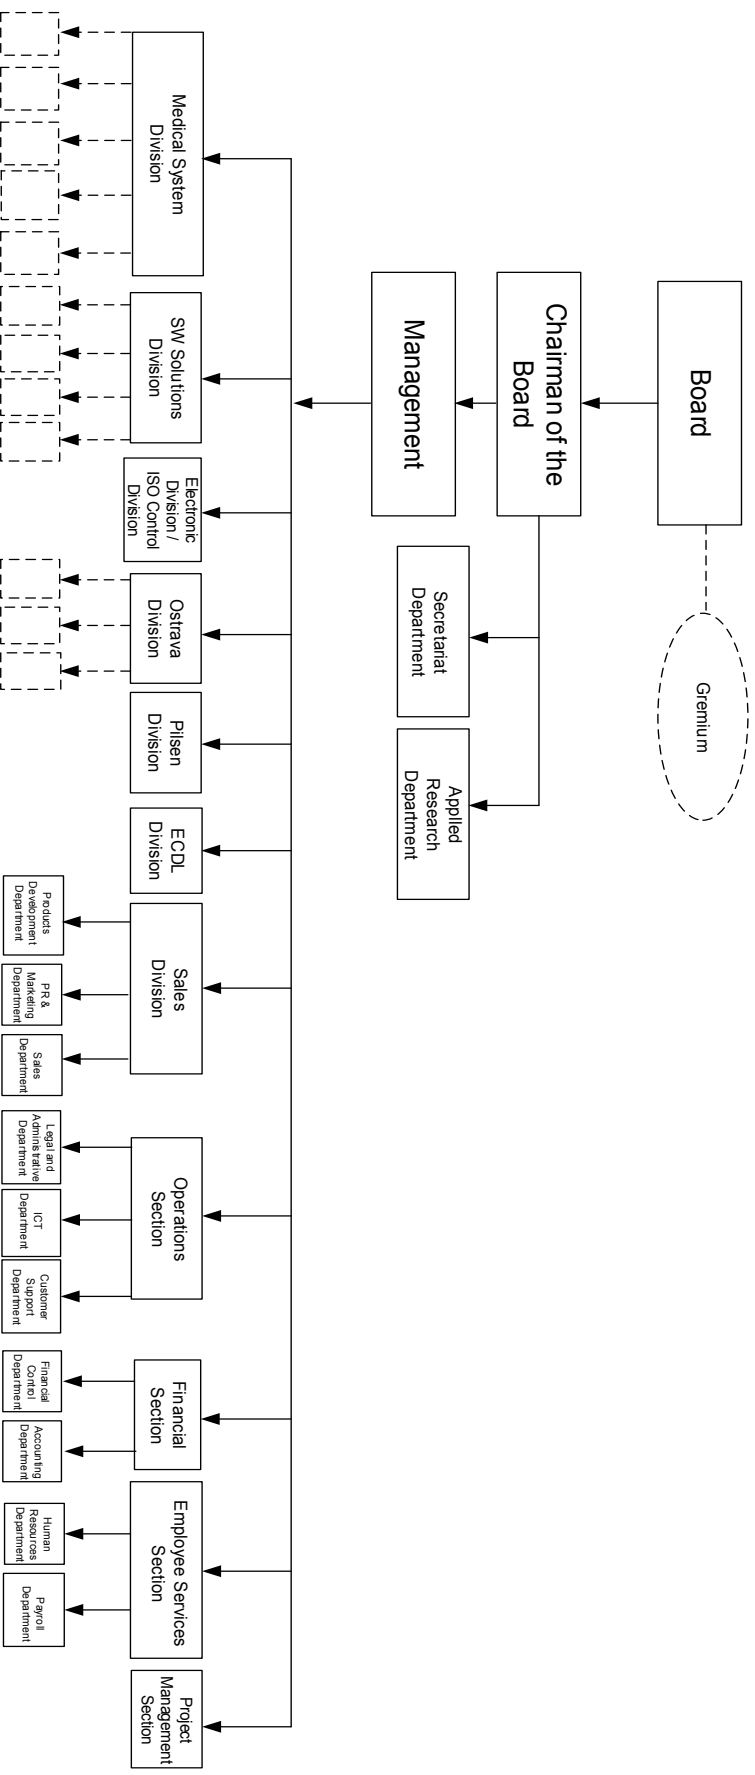 Board
Gremium
Chairman of the
Board
Secretariat
Department
Applied
Research
Department
Management
Medical System
Division
SW Solutions
Division
Electronic
Division /
ISO Control
Division
Ostrava
Division
Pilsen
Division
ECDL
Division
Sales
Division
Operations
Section
Financial
Section
Employee Services
Section
Project
Management
Section
Products
Development
Department
PR &
Marketing
Department
Sales
Department
Legal and
Administrative
Department
ICT
Department
Customer
Support
Department
Financial
Control
Department
Accounting
Department
Human
Resources
Department
Payroll
Department